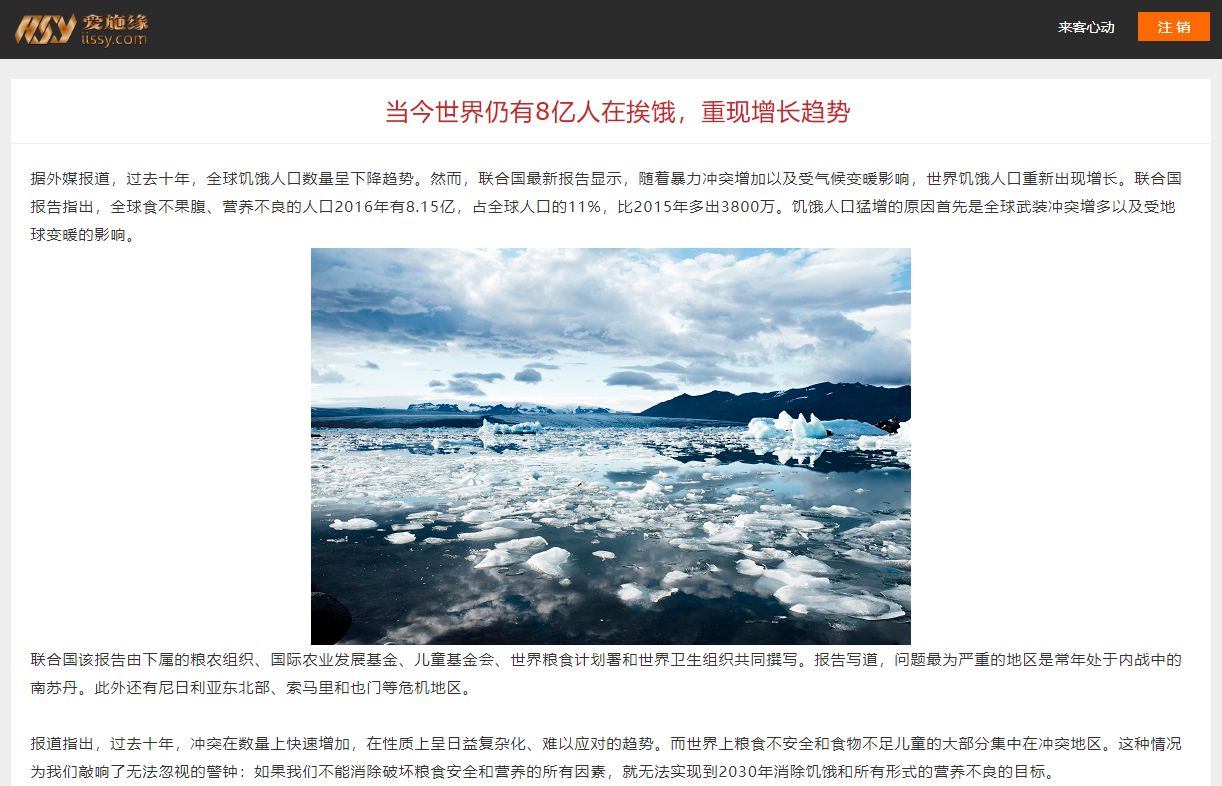 爱施缘
iissy.com
来客心动
注 销
当今世界仍有8亿人在挨饿，重现增长趋势
据外媒报道，过去十年，全球饥饿人口数量呈下降趋势。然而，联合国最新报告显示，随着暴力冲突增加以及受气候变暖影响，世界饥饿人口重新出现增长。联合国
报告指出，全球食不果腹、营养不良的人口2016年有8.15亿，占全球人口的11%，比2015年多出3800万。饥饿人口猛增的原因首先是全球武装冲突增多以及受地
球变暖的影响。
联合国该报告由下属的粮农组织、国际农业发展基金、儿童基金会、世界粮食计划署和世界卫生组织共同撰写。报告写道，问题最为严重的地区是常年处于内战中的
南苏丹。此外还有尼日利亚东北部、索马里和也门等危机地区。
报道指出，过去十年，冲突在数量上快速增加，在性质上呈日益复杂化、难以应对的趋势。而世界上粮食不安全和食物不足儿童的大部分集中在冲突地区。这种情况
为我们敲响了无法忽视的警钟：如果我们不能消除破坏粮食安全和营养的所有因素，就无法实现到2030年消除饥饿和所有形式的营养不良的目标。